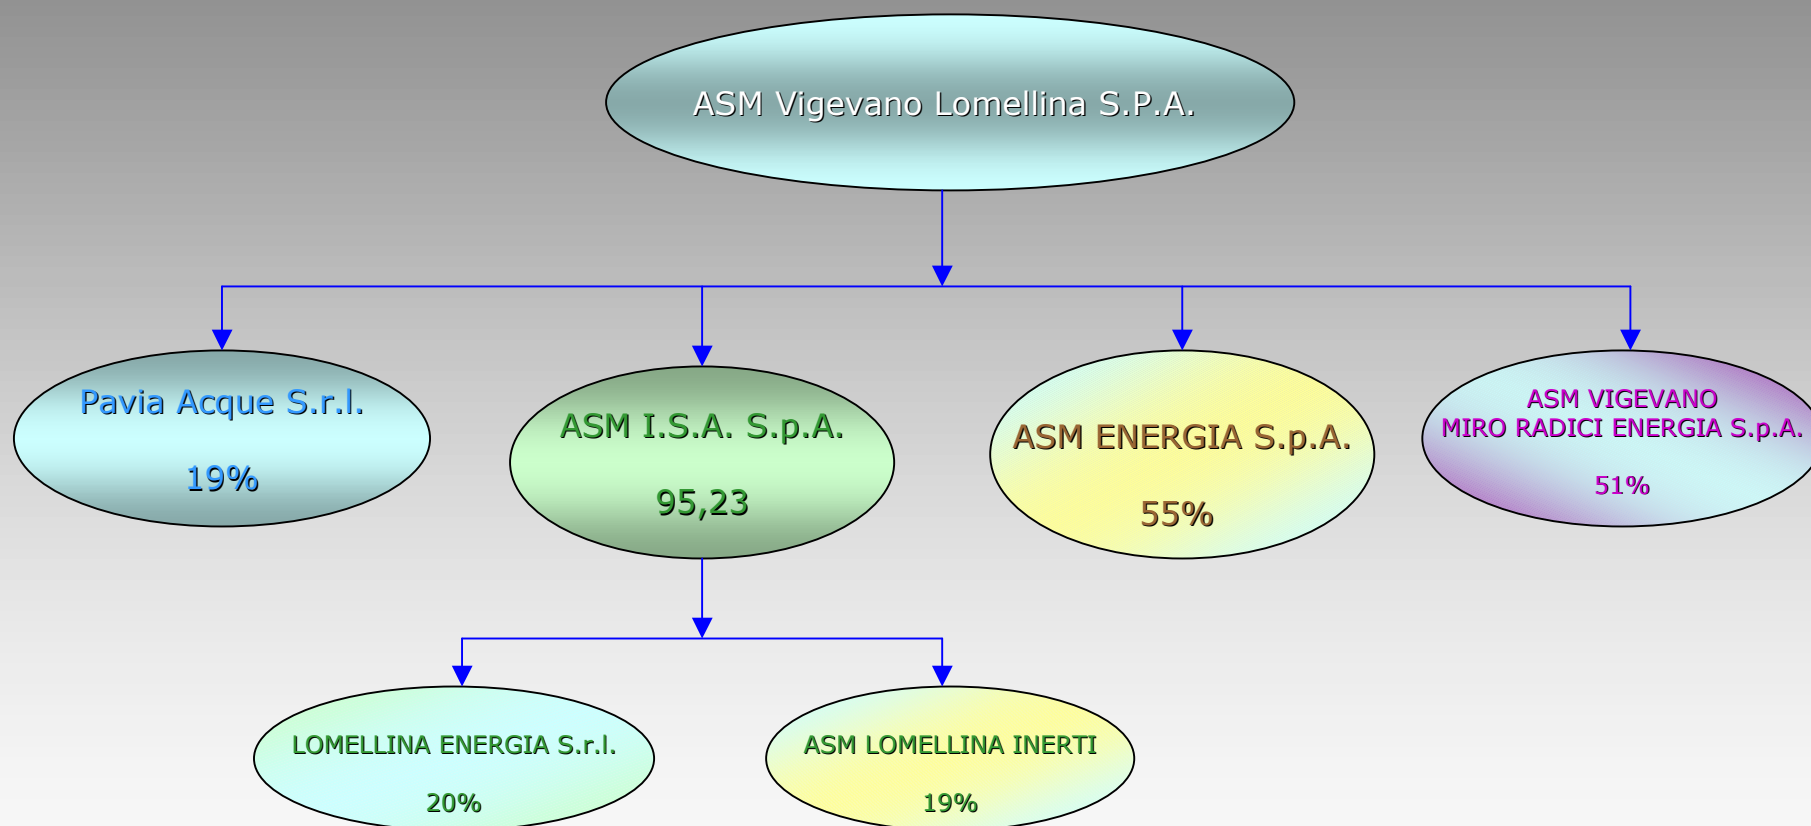 ASM Vigevano Lomellina S.P.A.
Pavia Acque S.r.l.
19%
ASM I.S.A. S.p.A.
95,23
ASM ENERGIA S.p.A.
55%
ASM VIGEVANO
MIRO RADICI ENERGIA S.p.A.
51%
LOMELLINA ENERGIA S.r.l.
20%
ASM LOMELLINA INERTI
19%